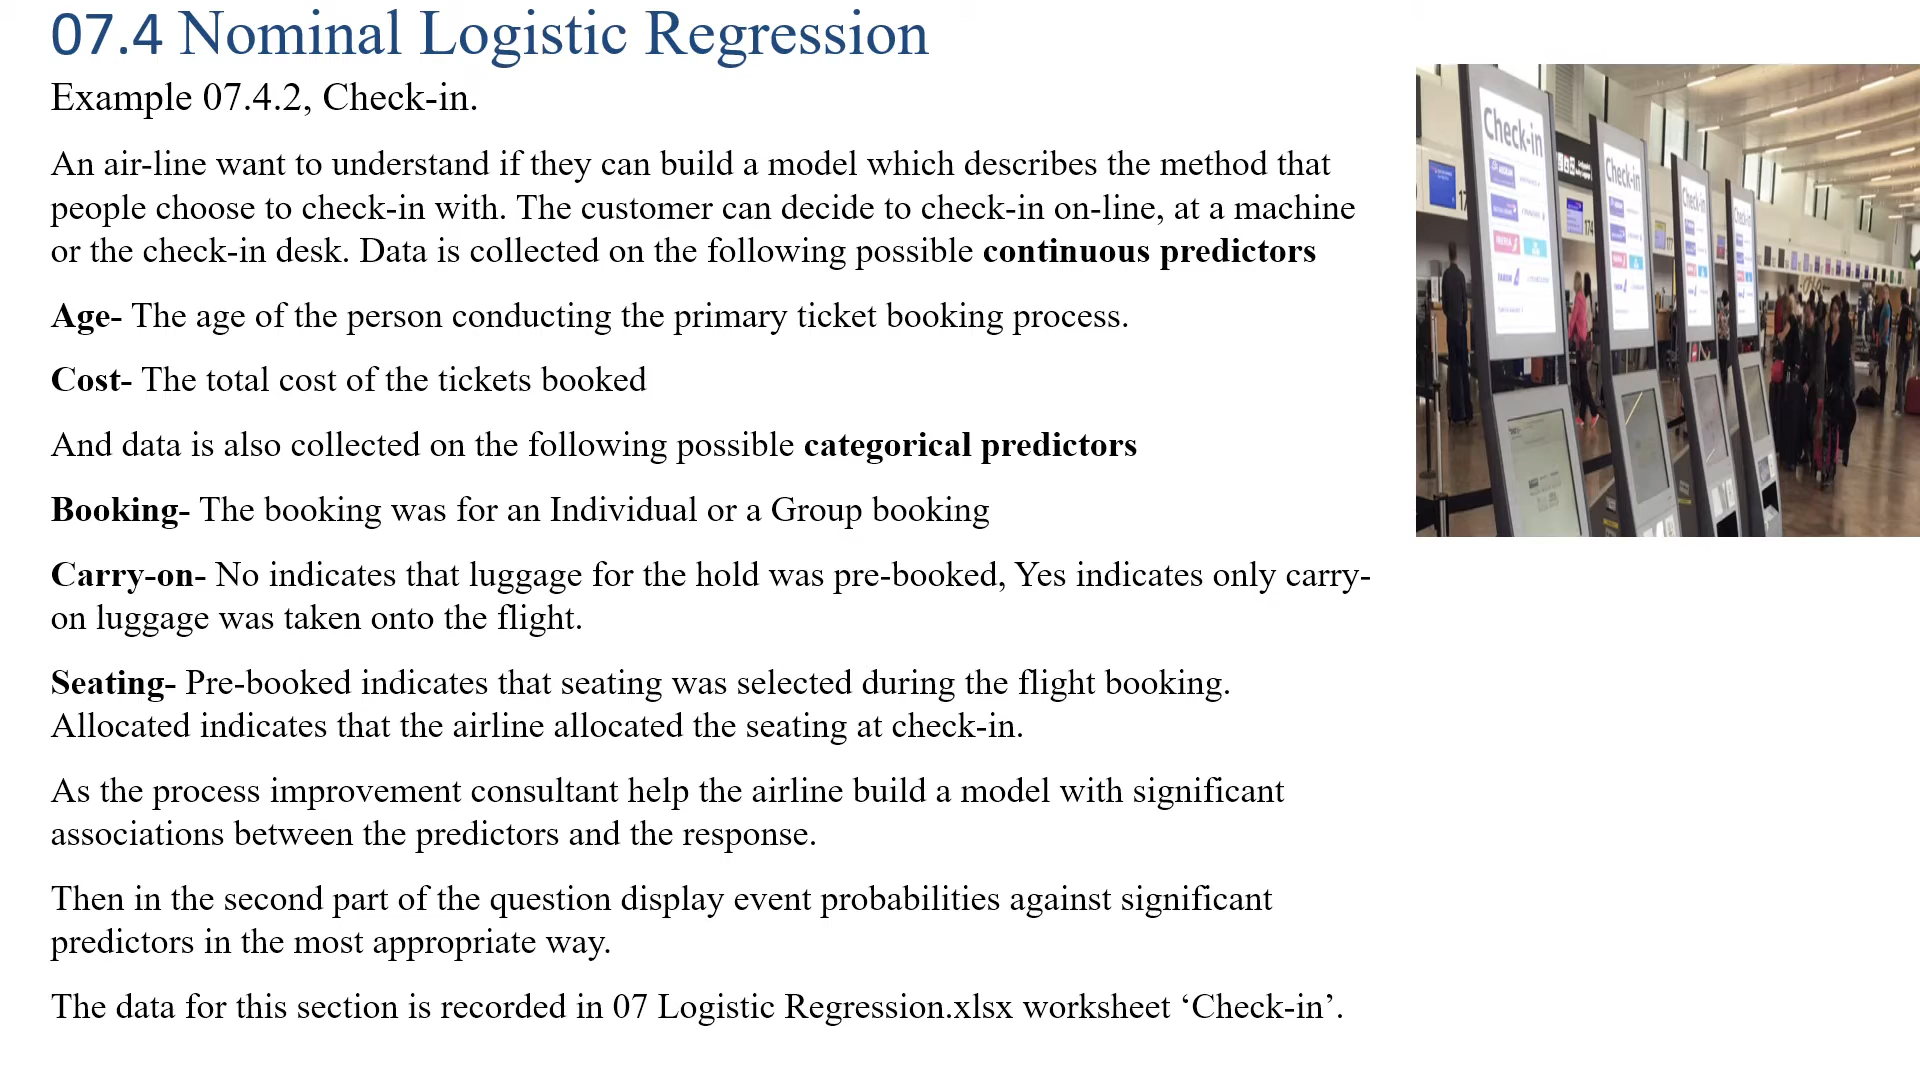 07.4 Nominal Logistic Regression
Example 07.4.2, Check-in.
An air-line want to understand if they can build a model which describes the method that
people choose to check-in with. The customer can decide to check-in on-line, at a machine
or the check-in desk. Data is collected on the following possible continuous predictors
Age- The age of the person conducting the primary ticket booking process.
Cost- The total cost of the tickets booked
And data is also collected on the following possible categorical predictors
Booking- The booking was for an Individual or a Group booking
Carry-on- No indicates that luggage for the hold was pre-booked, Yes indicates only carry-
on luggage was taken onto the flight.
Seating- Pre-booked indicates that seating was selected during the flight booking.
Allocated indicates that the airline allocated the seating at check-in.
As the process improvement consultant help the airline build a model with significant
associations between the predictors and the response.
Then in the second part of the question display event probabilities against significant
predictors in the most appropriate way.
The data for this section is recorded in 07 Logistic Regression.xlsx worksheet ‘Check-in’.
Check-in
Check-in
Check-in
Check-in